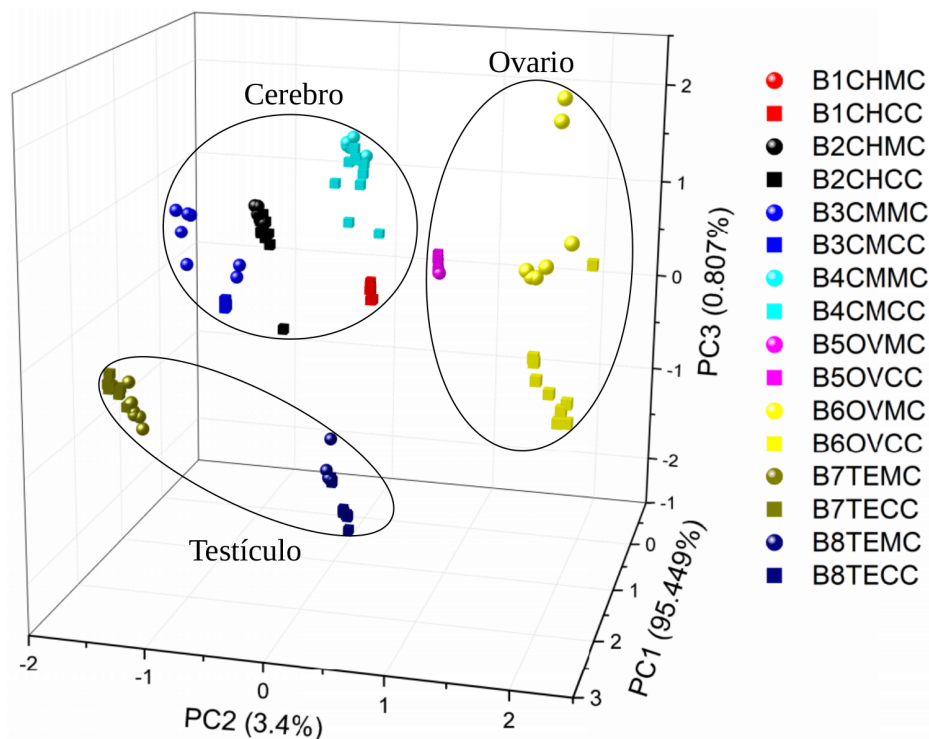 Ovario
Cerebro
Testículo
2
1
0
-1
-2
PC3 (0.807%)
-1
0
1
2
3
PC1 (95.449%)
-2
-1
0
1
2
PC2 (3.4%)
B1CHMC
B1CHCC
B2CHMC
B2CHCC
B3CMMC
B3CMCC
B4CMMC
B4CMCC
B5OVMC
B5OVCC
B6OVMC
B6OVCC
B7TEMC
B7TECC
B8TEMC
B8TECC